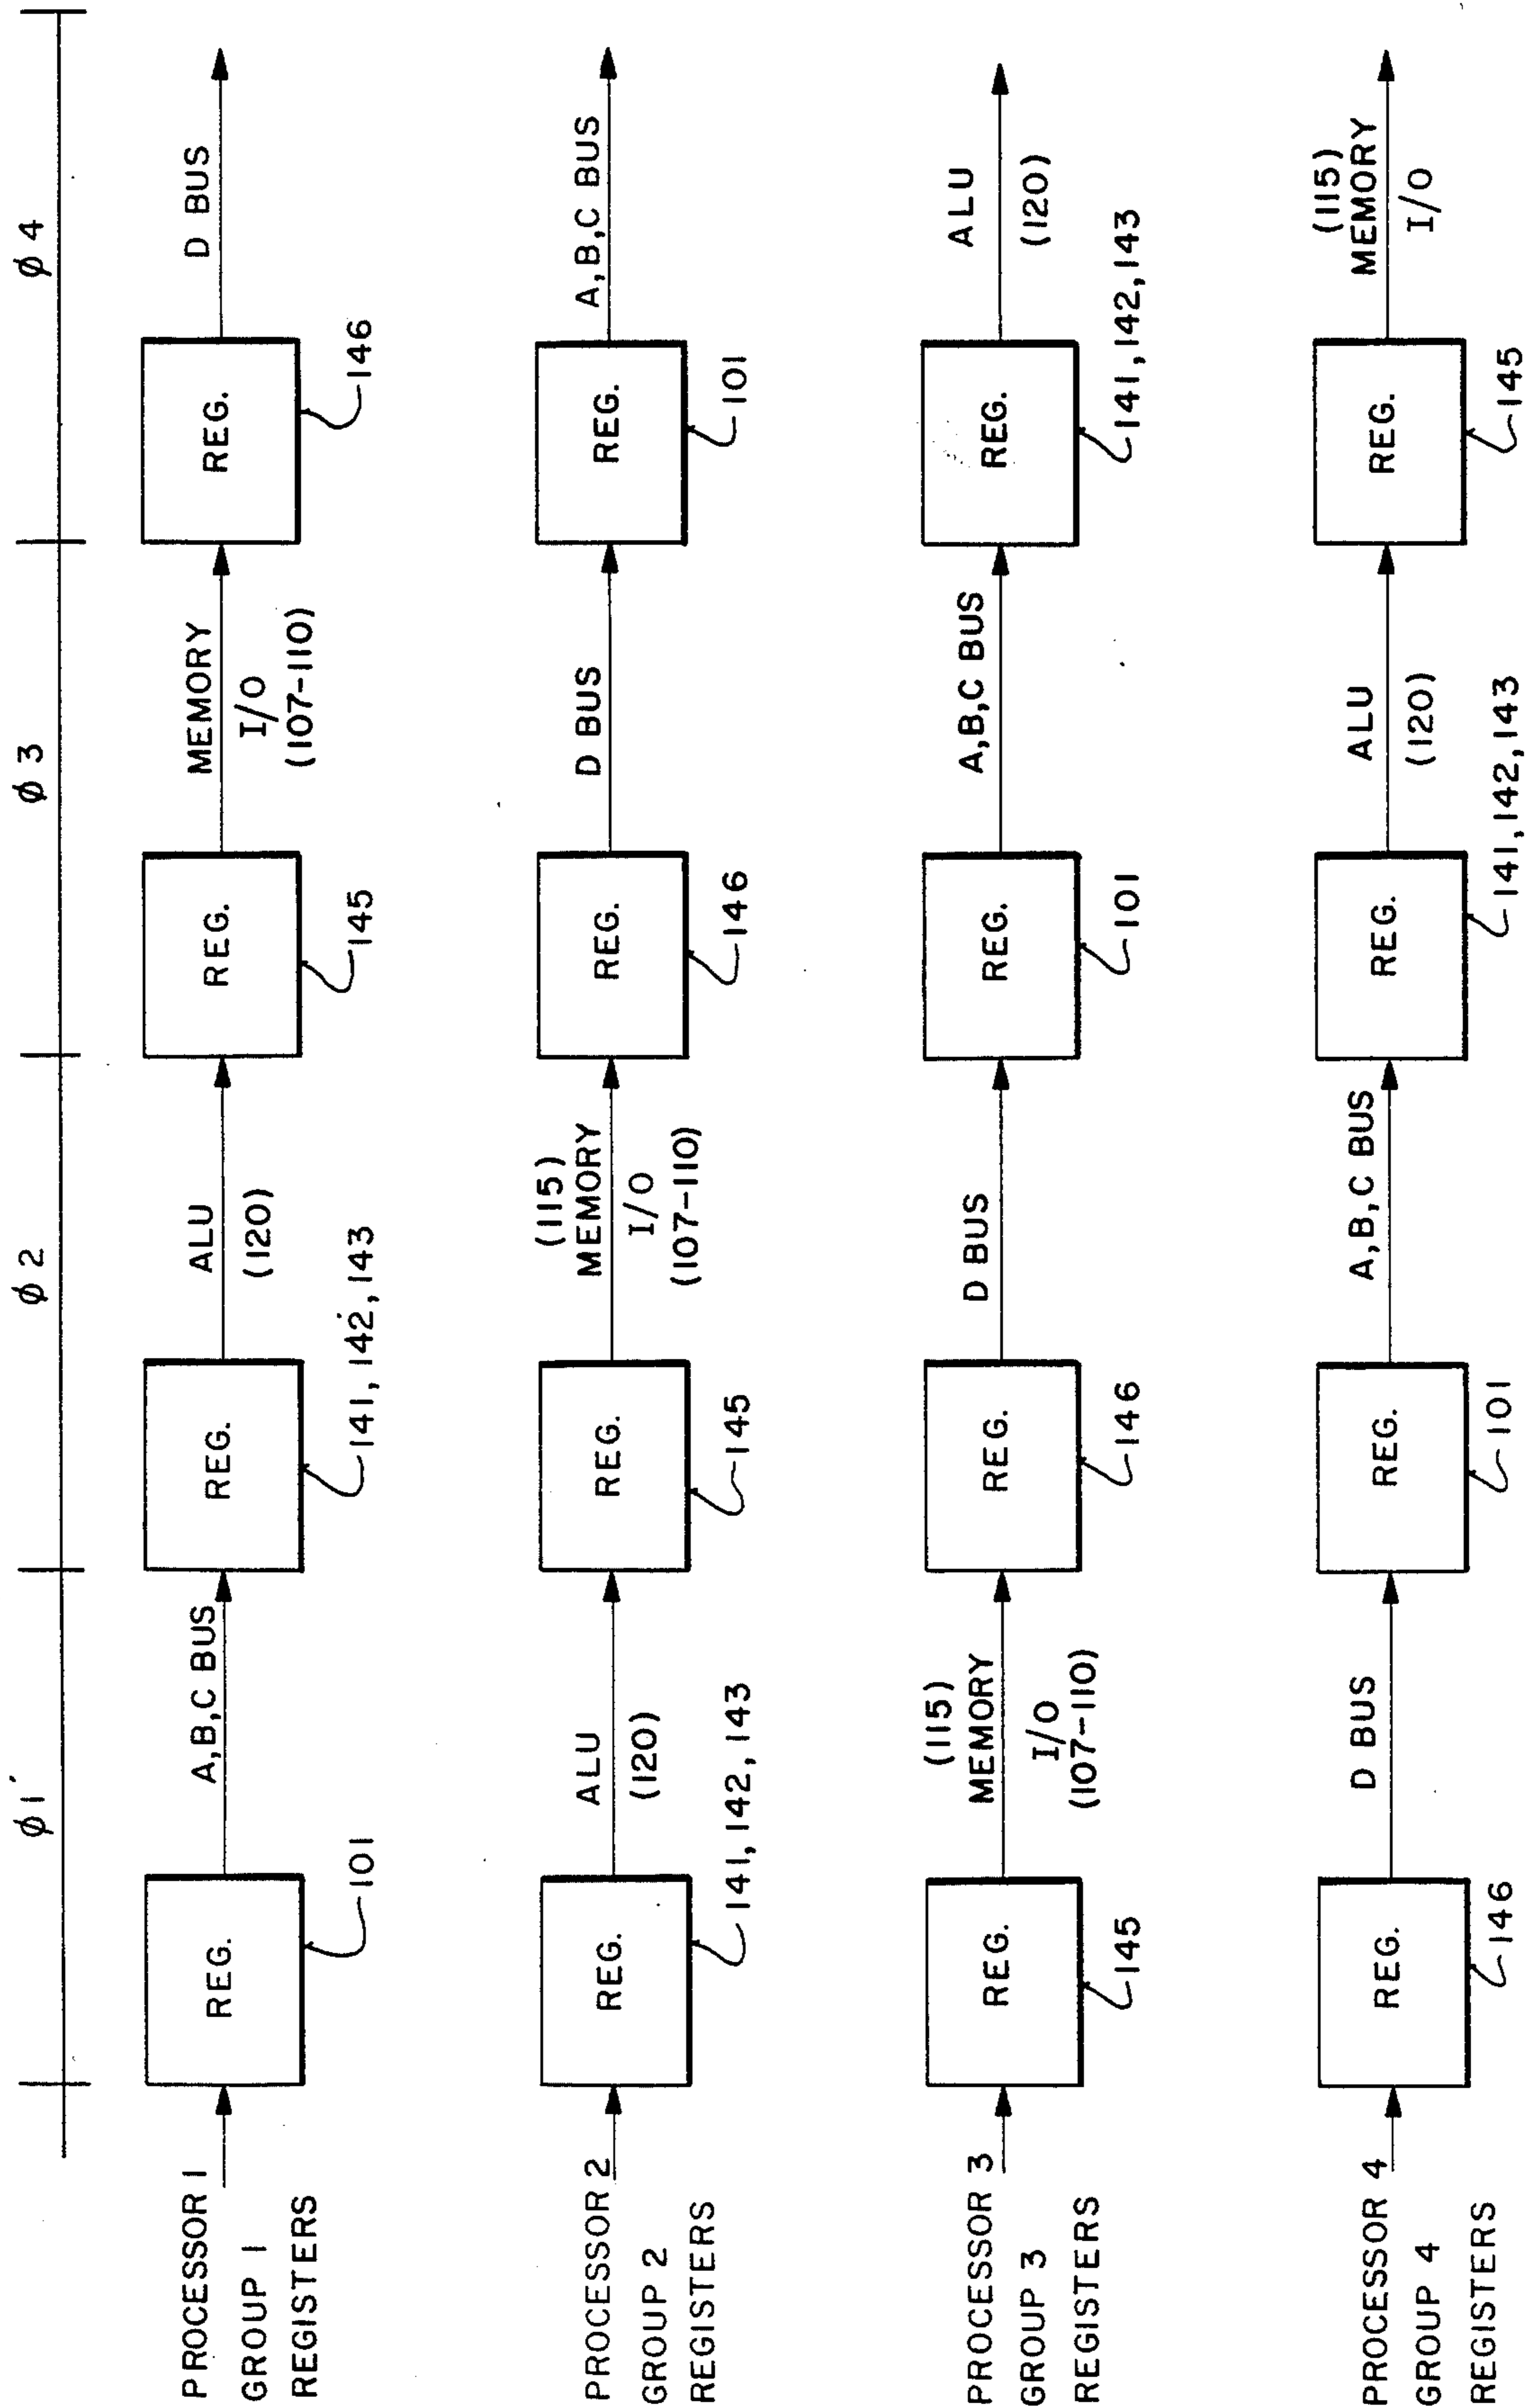 ø 1 ø 2 ø 3 ø 4
PROCESSOR 1
GROUP 1
REGISTERS
REG.
101
A,B,C BUS
REG.
141, 142, 143
ALU
(120)
REG.
145
MEMORY
I/O
(107-110)
REG.
146
D BUS
PROCESSOR 2
GROUP 2
REGISTERS
REG.
141, 142, 143
ALU
(120)
REG.
145
(115)
MEMORY
I/O
(107-110)
REG.
146
D BUS
REG.
101
A,B,C BUS
PROCESSOR 3
GROUP 3
REGISTERS
REG.
145
(115)
MEMORY
I/O
(107-110)
REG.
146
D BUS
REG.
101
A,B,C BUS
REG.
141, 142, 143
ALU
(120)
PROCESSOR 4
GROUP 4
REGISTERS
REG.
146
D BUS
REG.
101
A,B,C BUS
REG.
141, 142, 143
ALU
(120)
REG.
145
(115)
MEMORY
I/O